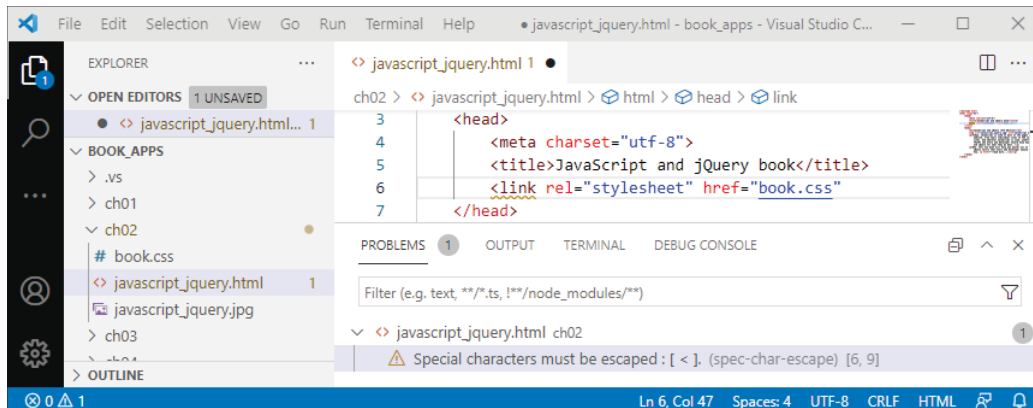 File Edit Selection View Go Run Terminal Help ● javascript_jquery.html - book_apps - Visual Studio C...
1
EXPLORER ...
OPEN EDITORS 1 UNSAVED
● <> javascript_jquery.html... 1
BOOK_APPS
> .vs
> ch01
ch02
# book.css
<> javascript_jquery.html 1
javascript_jquery.jpg
> ch03
> OUTLINE
<> javascript_jquery.html 1 ●
ch02 > <> javascript_jquery.html > html > head > link
3 <head>
4 <meta charset="utf-8">
5 <title>JavaScript and jQuery book</title>
6 <link rel="stylesheet" href="book.css"
7 </head>
PROBLEMS 1 OUTPUT TERMINAL DEBUG CONSOLE
Filter (e.g. text, **/*.ts, !**/node_modules/**)
<> javascript_jquery.html ch02 1
Special characters must be escaped : [ < ]. (spec-char-escape) [6, 9]
0 1 Ln 6, Col 47 Spaces: 4 UTF-8 CRLF HTML